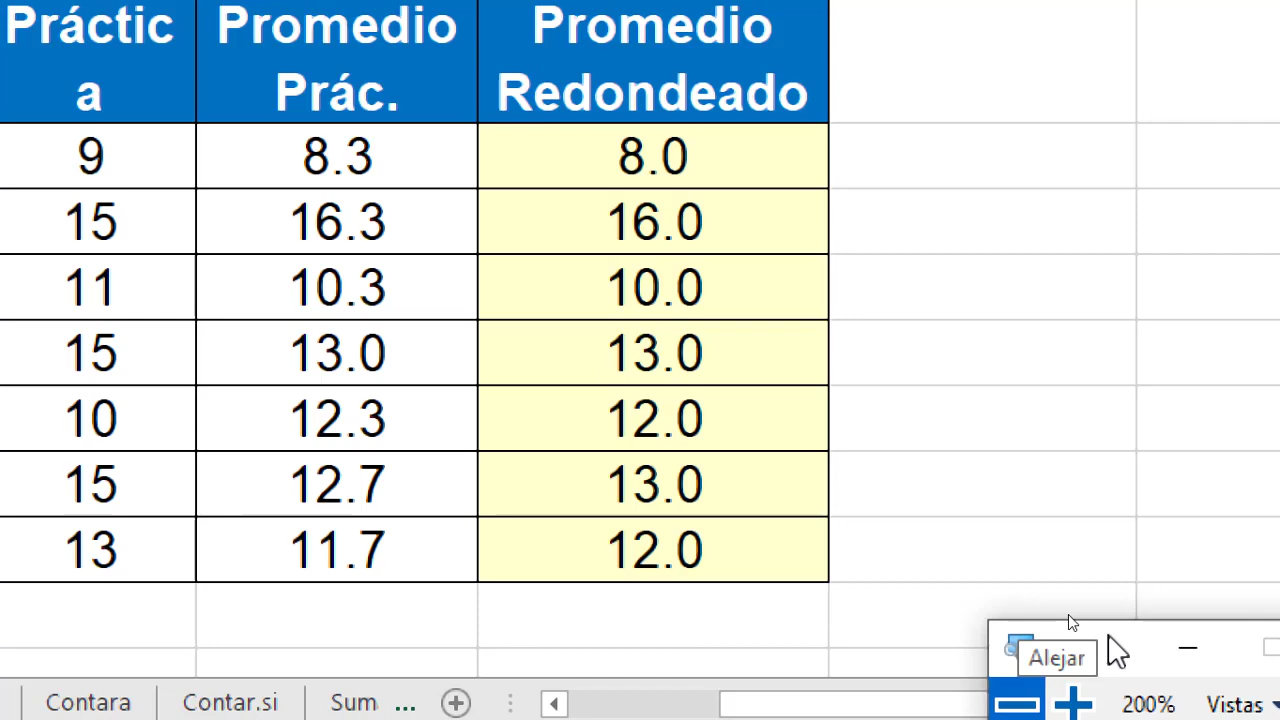 Práctic Promedio Promedio
a Prác. Redondeado
9 8.3 8.0
15 16.3 16.0
11 10.3 10.0
15 13.0 13.0
10 12.3 12.0
15 12.7 13.0
13 11.7 12.0
Alejar
Contara Contar.si Sum ... 200% Vistas